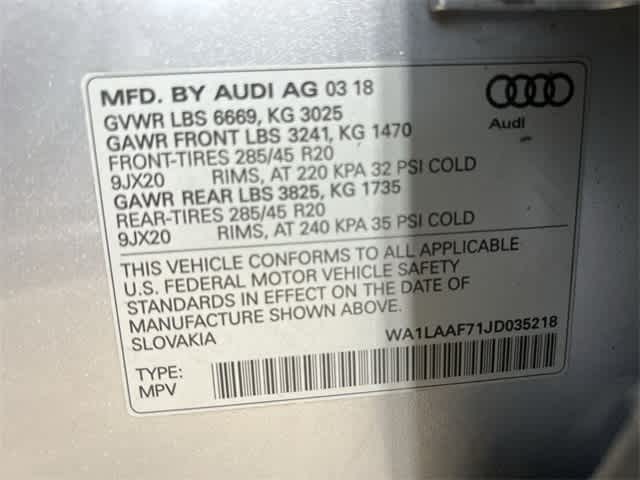 MFD. BY AUDI AG 03 18
GVWR LBS 6669, KG 3025
GAWR FRONT LBS 3241, KG 1470
FRONT-TIRES 285/45 R20
9JX20 RIMS, AT 220 KPA 32 PSI COLD
GAWR REAR LBS 3825, KG 1735
REAR-TIRES 285/45 R20
9JX20 RIMS, AT 240 KPA 35 PSI COLD
Audi
THIS VEHICLE CONFORMS TO ALL APPLICABLE
U.S. FEDERAL MOTOR VEHICLE SAFETY
STANDARDS IN EFFECT ON THE DATE OF
MANUFACTURE SHOWN ABOVE.
SLOVAKIA
WA1LAAF71JD035218
TYPE:
MPV